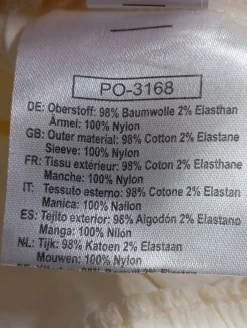 PO-3168
DE: Oberstoff: 98% Baumwolle 2% Elasthan
Ärmel: 100% Nylon
GB: Outer material: 98% Cotton 2% Elastane
Sleeve: 100% Nylon
FR: Tissu extérieur: 98% Coton 2% Elasthane
Manche: 100% Nylon
IT: Tessuto esterno: 98% Cotone 2% Elastan
Manica: 100% Nailon
ES: Tejito exterior: 98% Algodón 2% Elastano
Manga: 100% Nilon
NL: Tijk: 98% Katoen 2% Elastaan
Mouwen: 100% Nylon